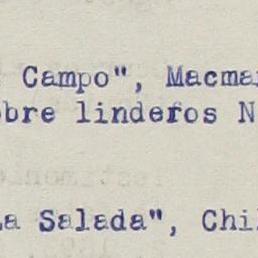 Campo", Macma
bre linderos N
a Salada", Chi